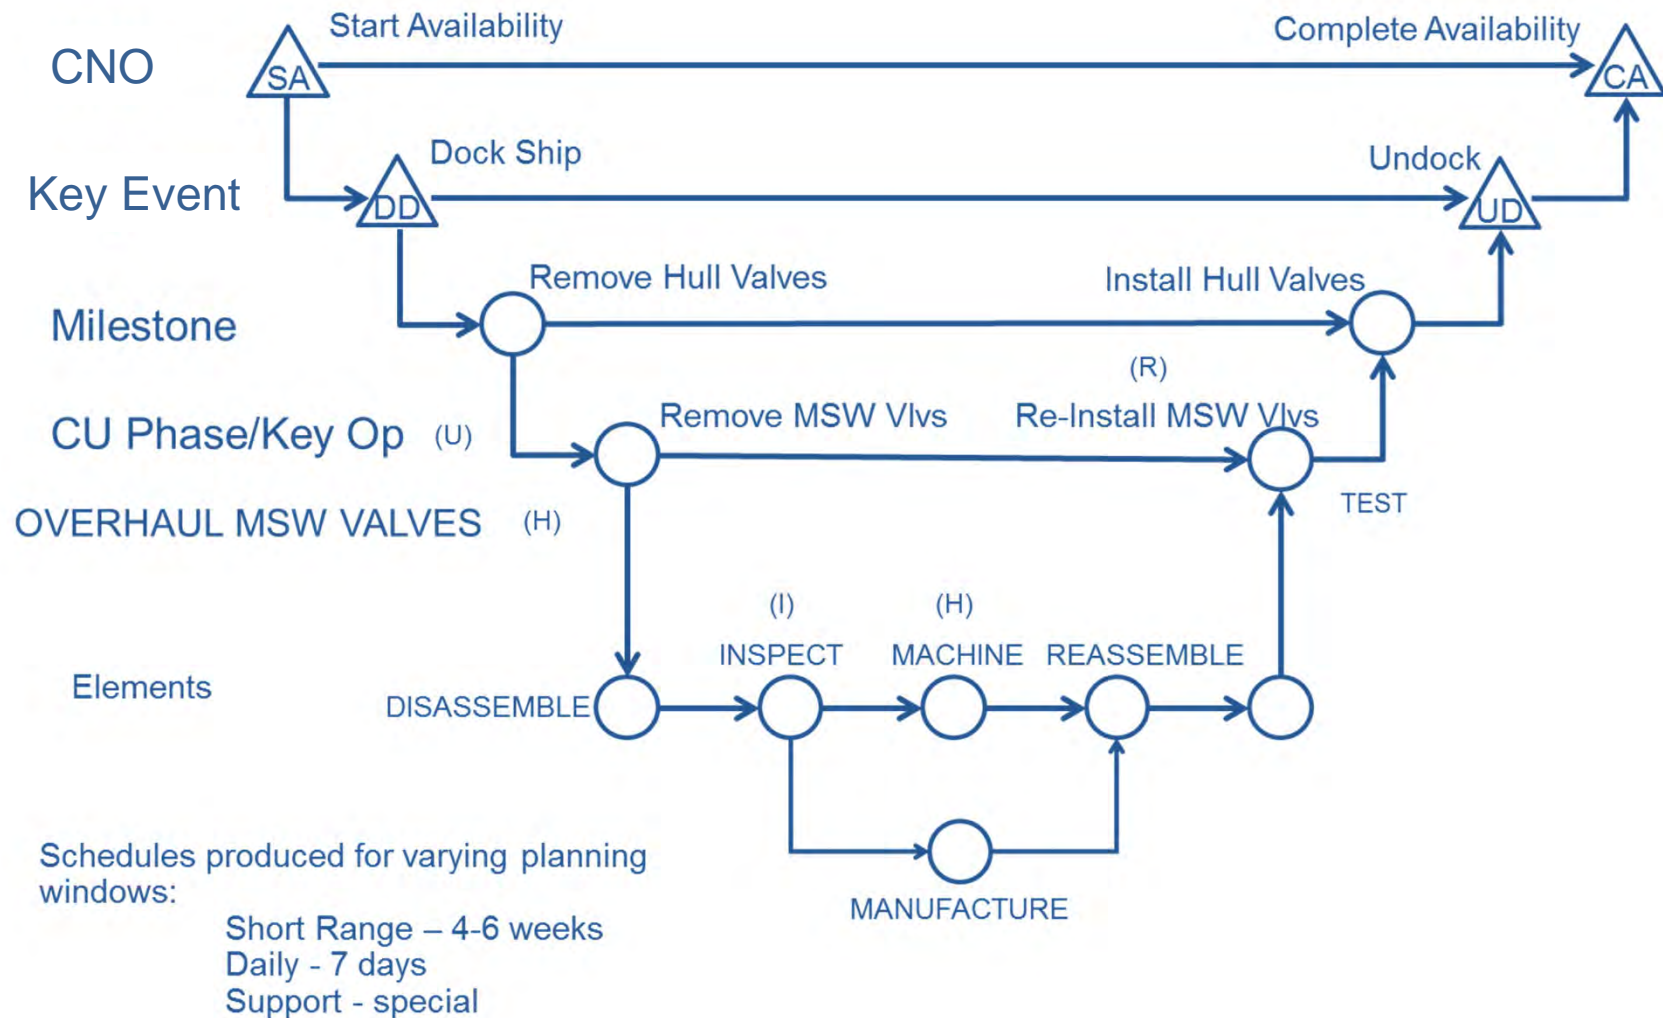 Start Availability
Complete Availability
CNO
SA
CA
Dock Ship
Undock
Key Event
DD
UD
Remove Hull Valves
Install Hull Valves
Milestone
(R)
Remove MSW Vlvs
Re-Install MSW Vlvs
CU Phase/Key Op (U)
TEST
OVERHAUL MSW VALVES (H)
(I)
(H)
INSPECT
MACHINE
REASSEMBLE
Elements
DISASSEMBLE
MANUFACTURE
Schedules produced for varying planning
windows:
Short Range – 4-6 weeks
Daily - 7 days
Support - special